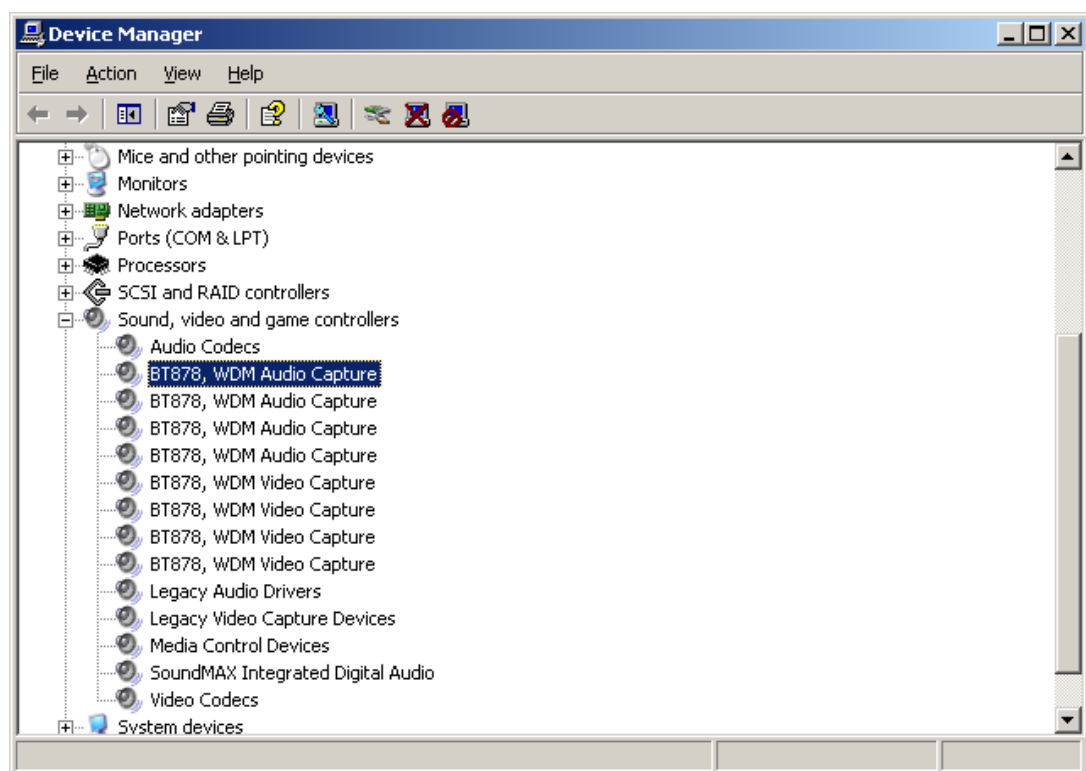 Device Manager
File Action View Help
Mice and other pointing devices
Monitors
Network adapters
Ports (COM & LPT)
Processors
SCSI and RAID controllers
Sound, video and game controllers
Audio Codecs
BT878, WDM Audio Capture
BT878, WDM Audio Capture
BT878, WDM Audio Capture
BT878, WDM Audio Capture
BT878, WDM Video Capture
BT878, WDM Video Capture
BT878, WDM Video Capture
BT878, WDM Video Capture
Legacy Audio Drivers
Legacy Video Capture Devices
Media Control Devices
SoundMAX Integrated Digital Audio
Video Codecs
System devices